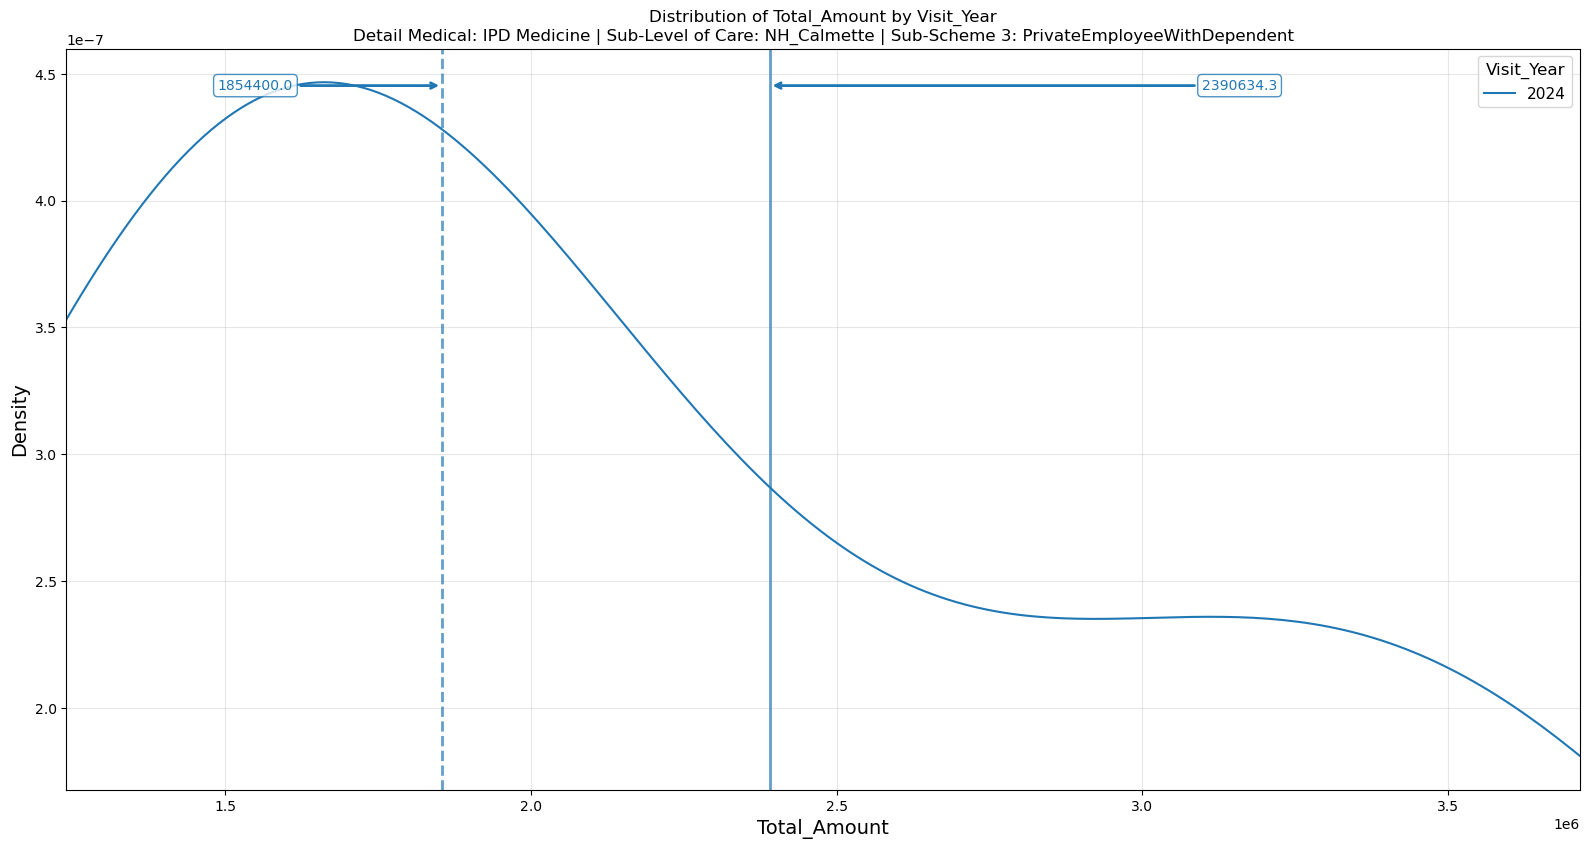 Distribution of Total_Amount by Visit_Year
Detail Medical: IPD Medicine | Sub-Level of Care: NH_Calmette | Sub-Scheme 3: PrivateEmployeeWithDependent
1e−7
4.5
4.0
3.5
3.0
2.5
2.0
Density
1854400.0
2390634.3
Visit_Year
2024
1.5
2.0
2.5
3.0
3.5
1e6
Total_Amount